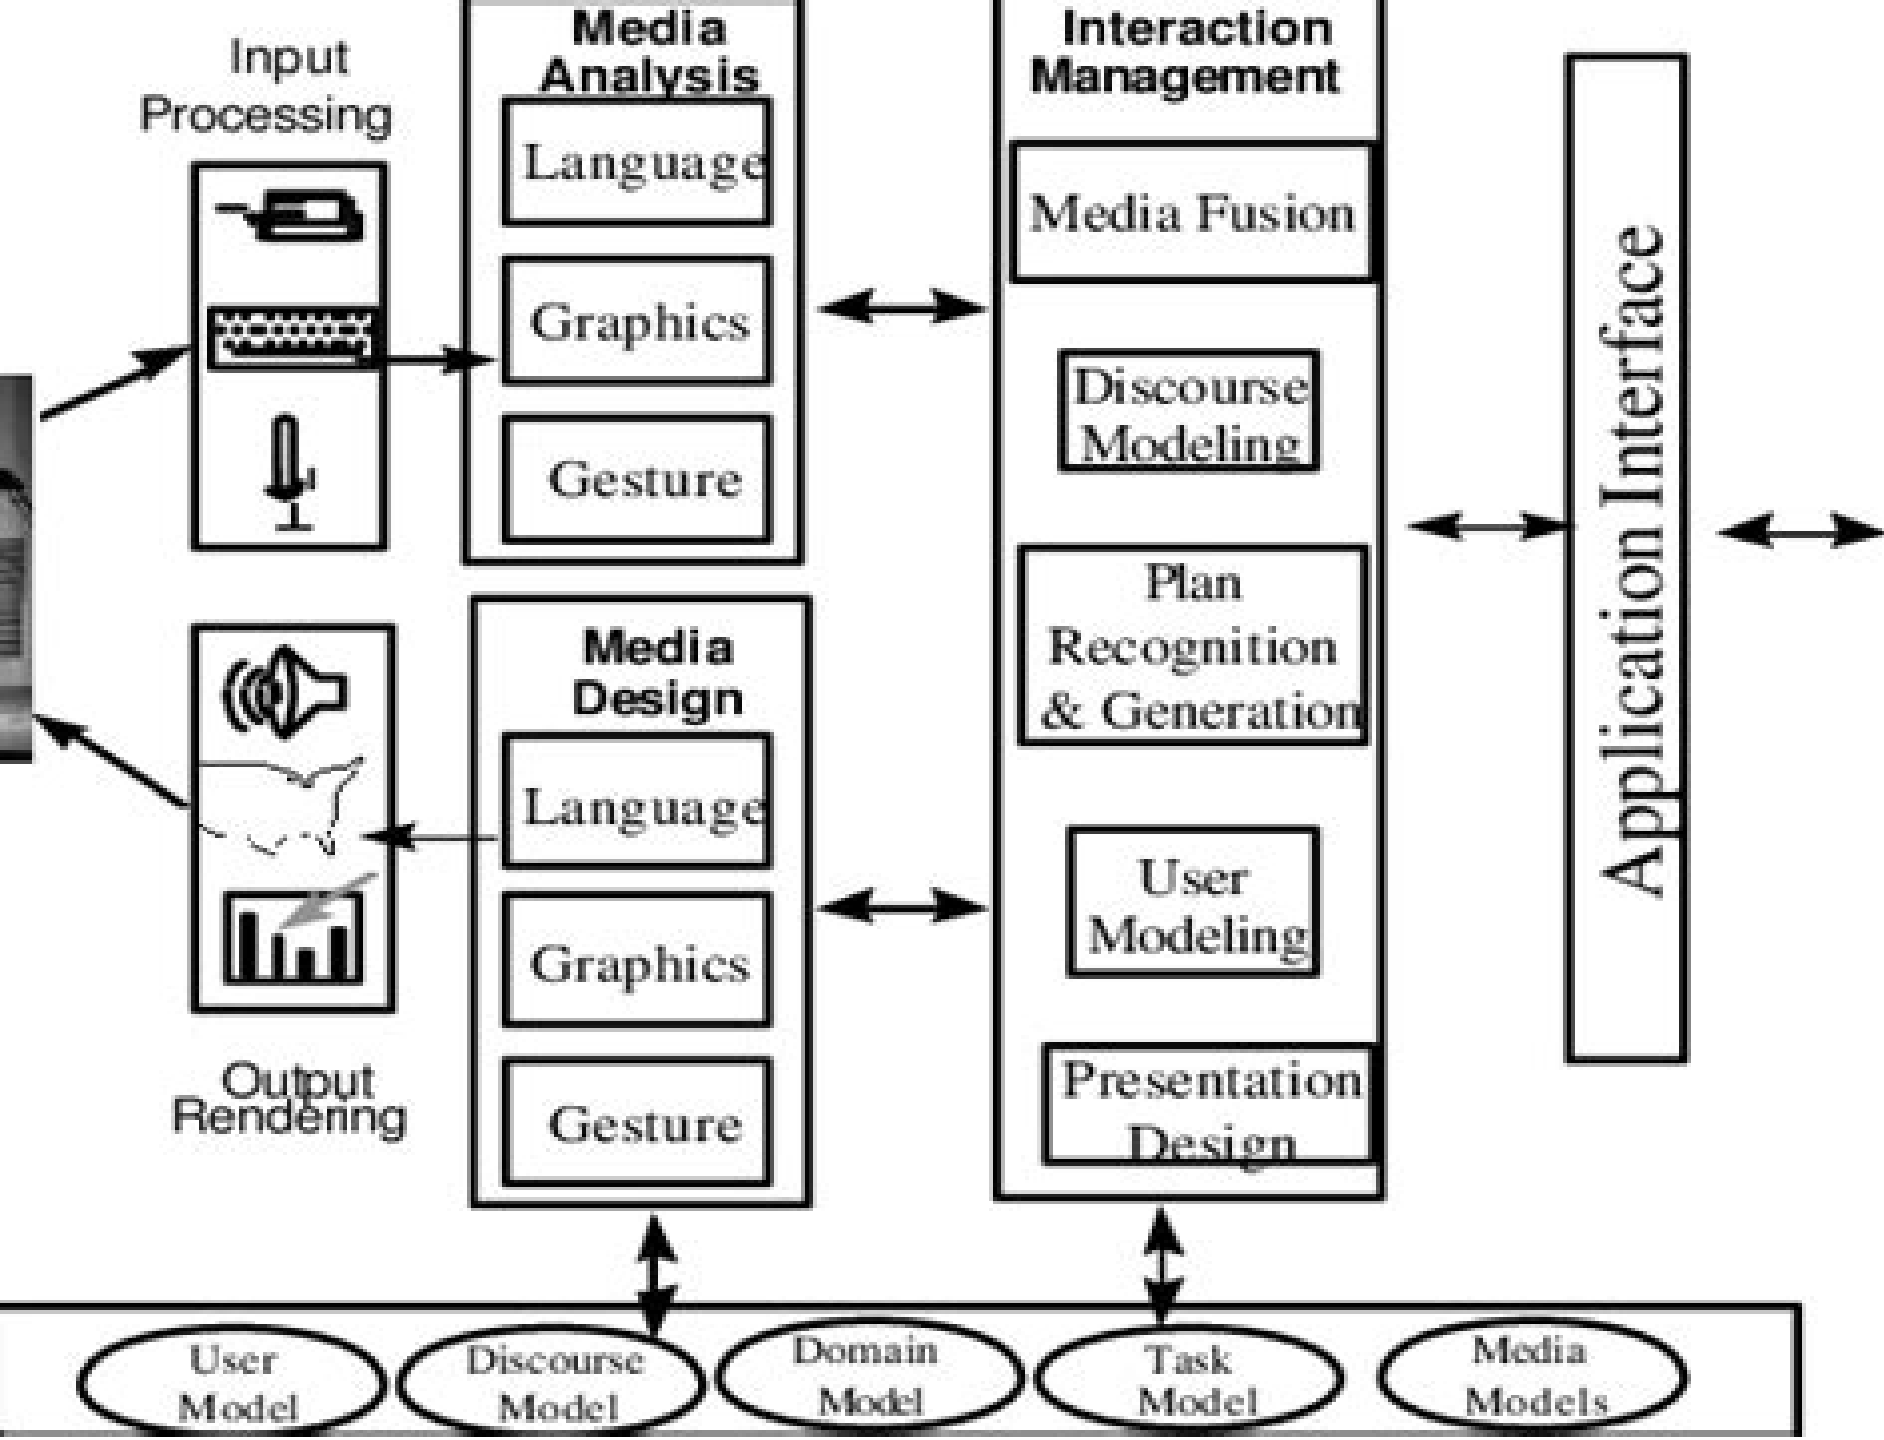 Input
Processing
Media
Analysis
Language
Graphics
Gesture
Media
Design
Language
Graphics
Gesture
Output
Rendering
Interaction
Management
Media Fusion
Discourse
Modeling
Plan
Recognition
& Generation
User
Modeling
Presentation
Design
Application Interface
User
Model
Discourse
Model
Domain
Model
Task
Model
Media
Models